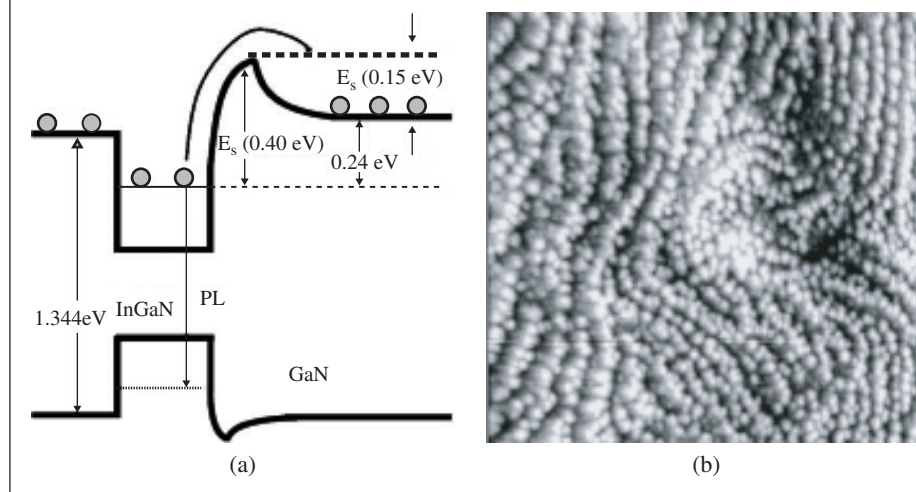 E_s (0.15 eV)
E_s (0.40 eV)
0.24 eV
1.344eV
InGaN
PL
GaN
(a)
(b)